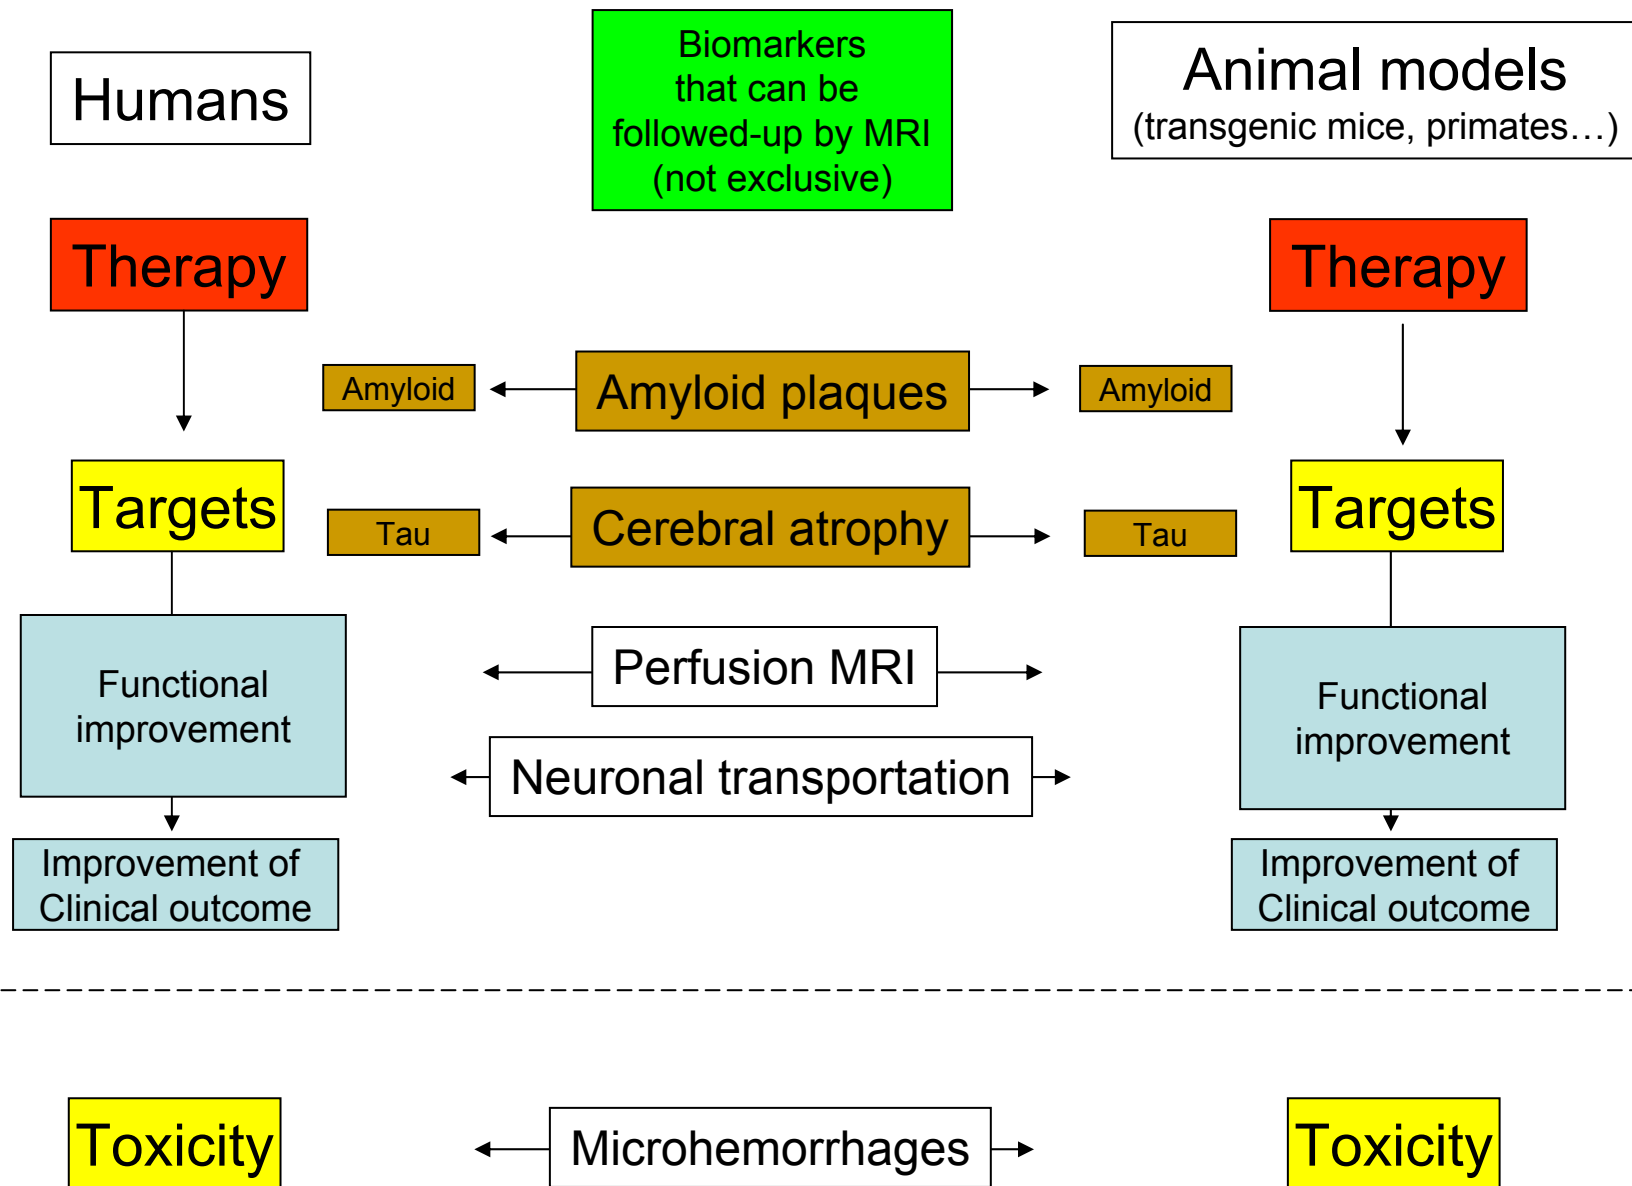 Humans
Biomarkers
that can be
followed-up by MRI
(not exclusive)
Animal models
(transgenic mice, primates…)
Therapy
Therapy
Amyloid
Amyloid plaques
Amyloid
Targets
Targets
Tau
Cerebral atrophy
Tau
Functional
improvement
Perfusion MRI
Functional
improvement
Neuronal transportation
Improvement of
Clinical outcome
Improvement of
Clinical outcome
Toxicity
Microhemorrhages
Toxicity